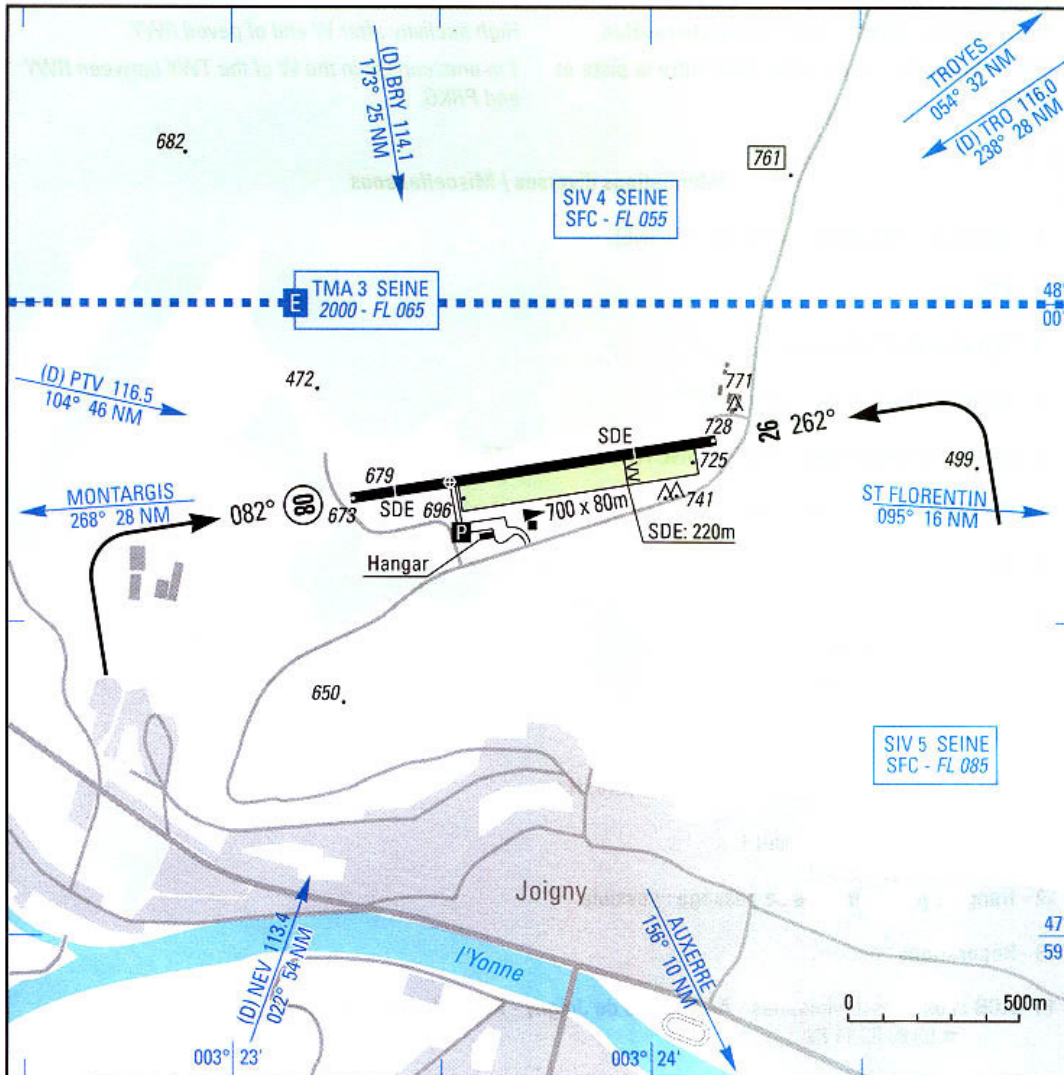 (D) BRY 114.1
173° 25 NM
TROYES
054° 32 NM
(D) TRO 116.0
238° 28 NM
682
761
SIV 4 SEINE
SFC - FL 055
E
TMA 3 SEINE
2000 - FL 065
48°
00'
(D) PTV 116.5
104° 46 NM
472
771
728
26 262°
SDE
725
499
679
MONTARGIS
268° 28 NM
082° 08
673
SDE
696
700 x 80m
741
ST FLORENTIN
095° 16 NM
P
SDE: 220m
Hangar
650
SIV 5 SEINE
SFC - FL 085
Joigny
(D) NEV 113.4
022° 54 NM
l'Yonne
AUXERRE
156° 10 NM
47
59
0 500m
003° 23'
003° 24'